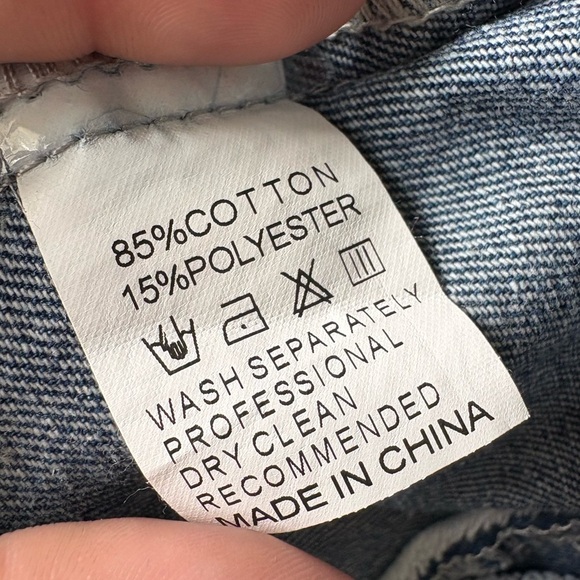 85%COTTON
15%POLYESTER
WASH SEPARATELY
PROFESSIONAL
DRY CLEAN
RECOMMENDED
MADE IN CHINA